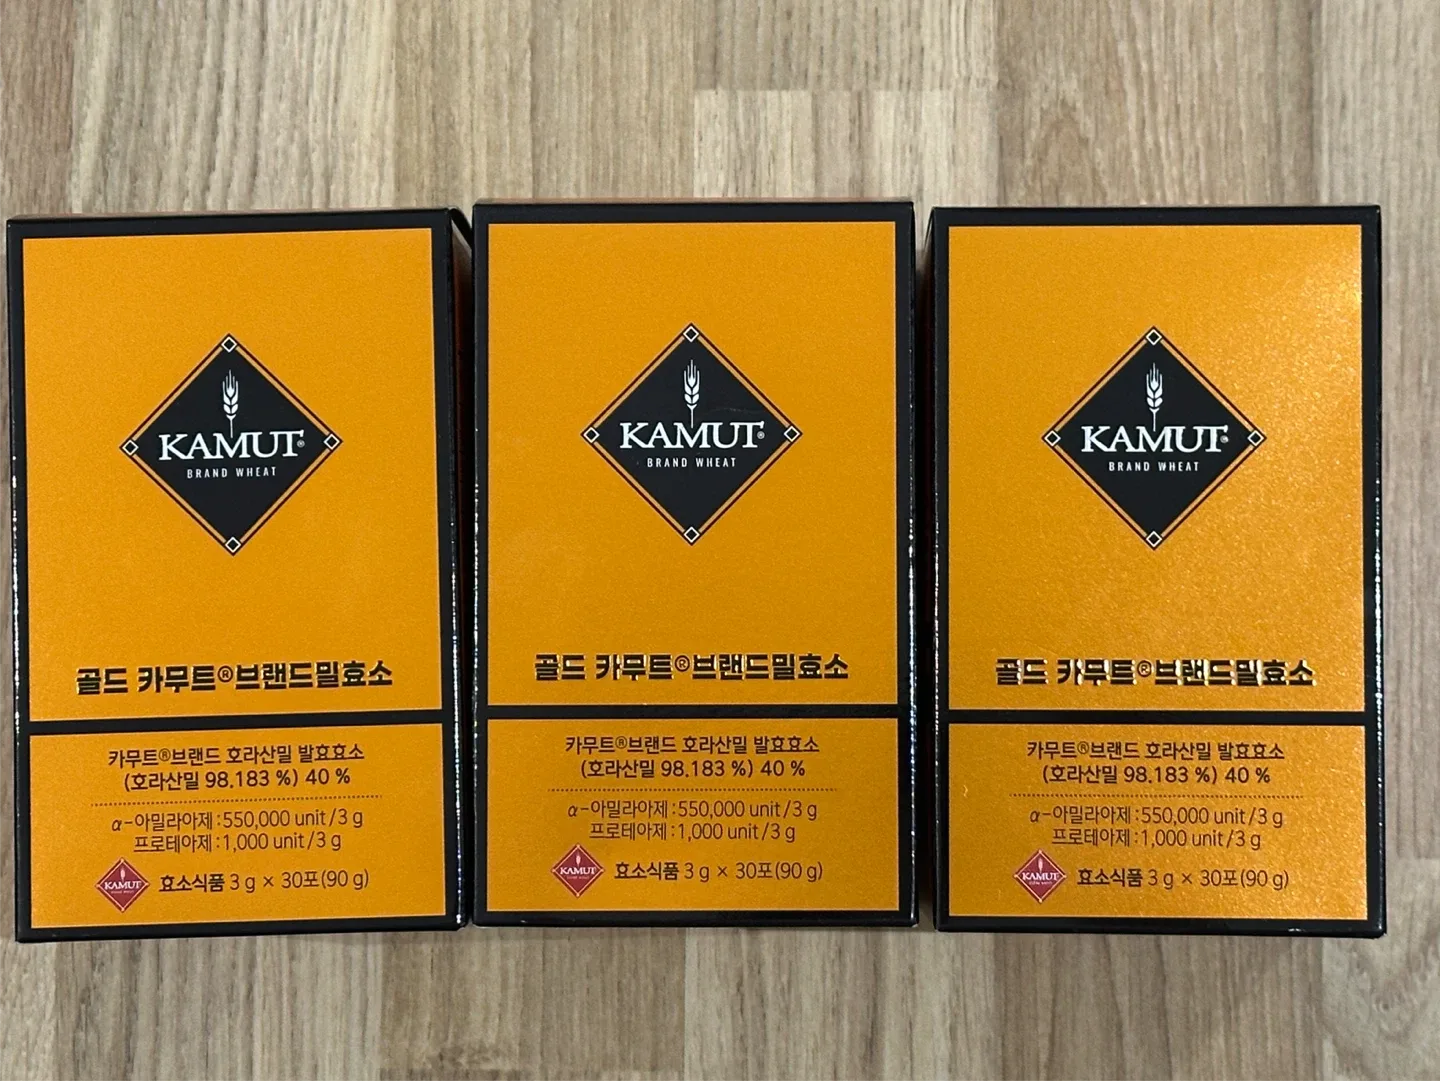 KAMUT®
BRAND WHEAT
골드 카무트®브랜드밀효소
카무트®브랜드 호라산밀 발효효소
(호라산밀 98.183 %) 40 %
α-아밀라아제:550,000 unit/3 g
프로테아제:1,000 unit/3 g
KAMUT
효소식품 3 g × 30포(90 g)
KAMUT®
BRAND WHEAT
골드 카무트®브랜드밀효소
카무트®브랜드 호라산밀 발효효소
(호라산밀 98.183 %) 40 %
α-아밀라아제:550,000 unit/3 g
프로테아제:1,000 unit/3 g
KAMUT
효소식품 3 g × 30포(90 g)
KAMUT®
BRAND WHEAT
골드 카무트®브랜드밀효소
카무트®브랜드 호라산밀 발효효소
(호라산밀 98.183 %) 40 %
α-아밀라아제:550,000 unit/3 g
프로테아제:1,000 unit/3 g
KAMUT
효소식품 3 g × 30포(90 g)